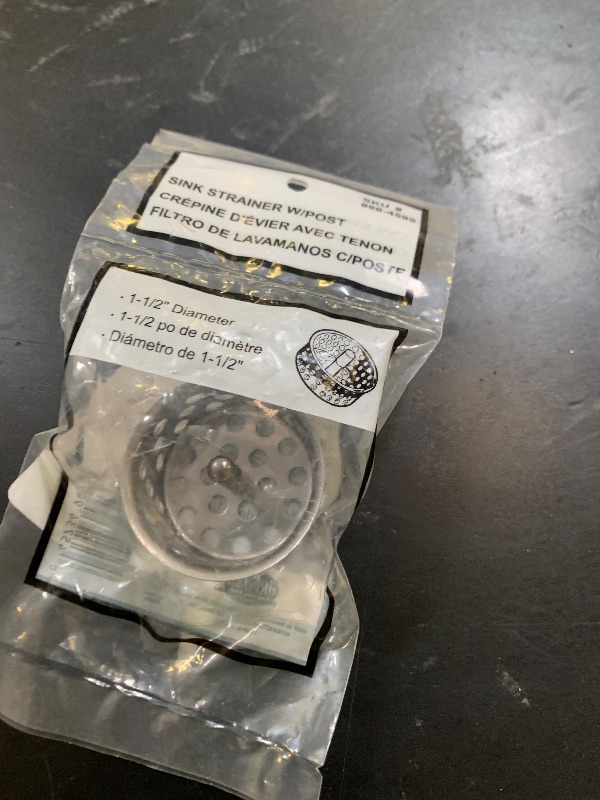 SKU #
SINK STRAINER W/POST
CRÉPINE D'ÉVIER AVEC TENON
FILTRO DE LAVAMANOS C/POSTE
· 1-1/2" Diameter
· 1-1/2 po de diamètre
· Diámetro de 1-1/2"